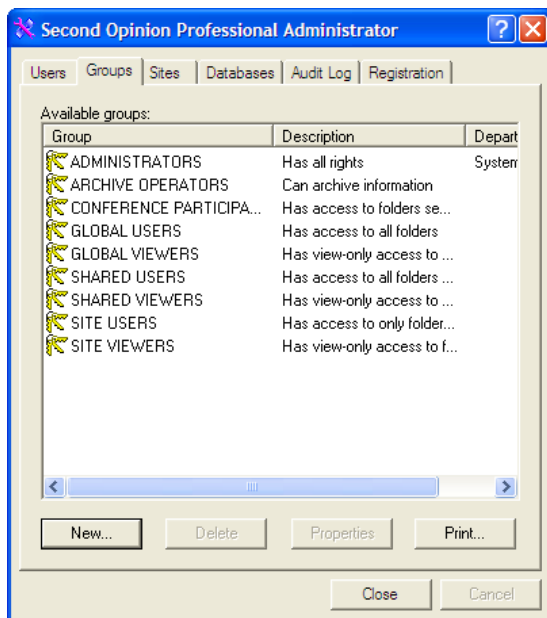 Second Opinion Professional Administrator
Users Groups Sites Databases Audit Log Registration
Available groups:
Group Description Depart
ADMINISTRATORS Has all rights System
ARCHIVE OPERATORS Can archive information
CONFERENCE PARTICIPA... Has access to folders se...
GLOBAL USERS Has access to all folders
GLOBAL VIEWERS Has view-only access to ...
SHARED USERS Has access to all folders ...
SHARED VIEWERS Has view-only access to ...
SITE USERS Has access to only folder...
SITE VIEWERS Has view-only access to f...
New... Delete Properties Print...
Close Cancel